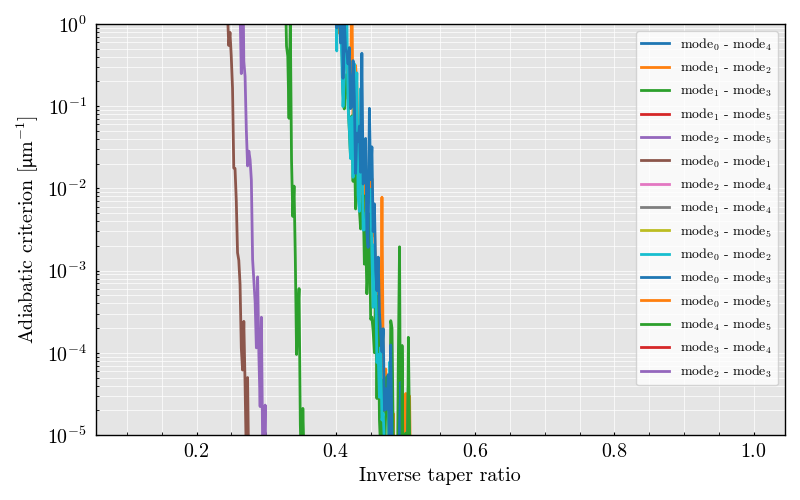 10⁰
10⁻¹
10⁻²
10⁻³
10⁻⁴
10⁻⁵
Adiabatic criterion [µm⁻¹]
0.2 0.4 0.6 0.8 1.0
Inverse taper ratio
mode₀ - mode₄
mode₁ - mode₂
mode₁ - mode₃
mode₁ - mode₅
mode₂ - mode₅
mode₀ - mode₁
mode₂ - mode₄
mode₁ - mode₄
mode₃ - mode₅
mode₀ - mode₂
mode₀ - mode₃
mode₀ - mode₅
mode₄ - mode₅
mode₃ - mode₄
mode₂ - mode₃